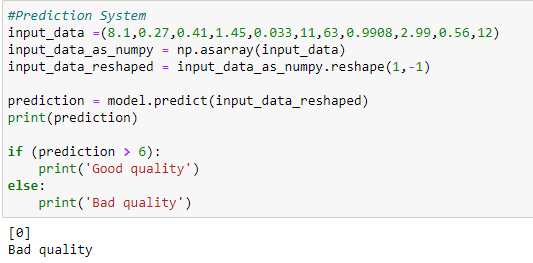 #Prediction System
input_data =(8.1,0.27,0.41,1.45,0.033,11,63,0.9908,2.99,0.56,12)
input_data_as_numpy = np.asarray(input_data)
input_data_reshaped = input_data_as_numpy.reshape(1,-1)

prediction = model.predict(input_data_reshaped)
print(prediction)

if (prediction > 6):
    print('Good quality')
else:
    print('Bad quality')
[0]
Bad quality